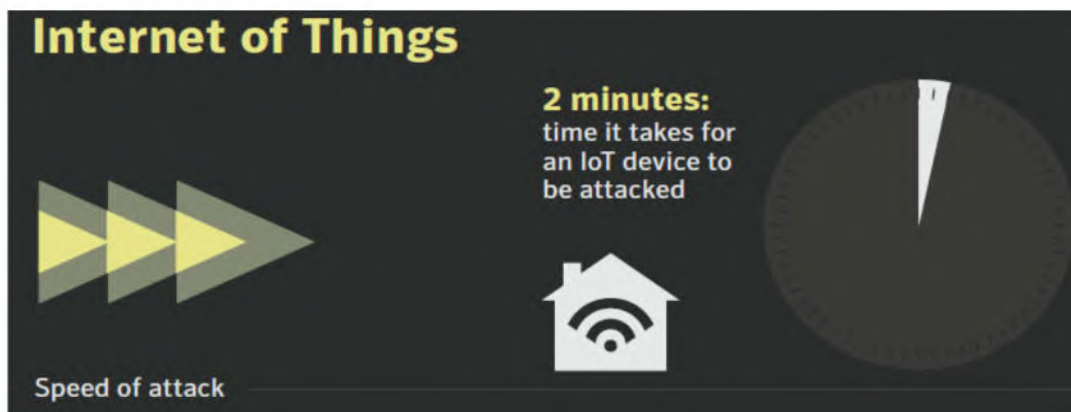 Internet of Things
2 minutes:
time it takes for
an IoT device to
be attacked
Speed of attack